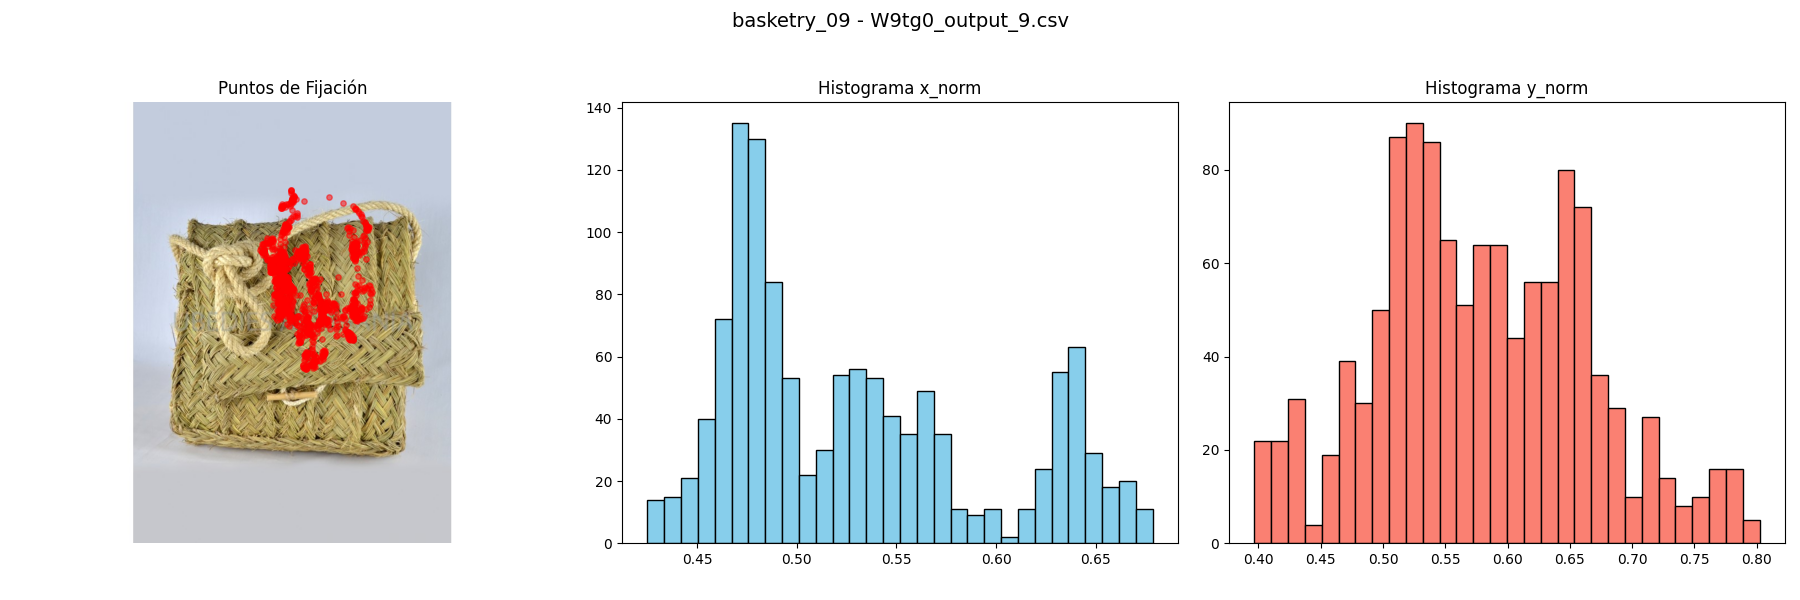 basketry_09 - W9tg0_output_9.csv
Puntos de Fijación
Histograma x_norm
140
120
100
80
60
40
20
0
0.45 0.50 0.55 0.60 0.65
Histograma y_norm
80
60
40
20
0
0.40 0.45 0.50 0.55 0.60 0.65 0.70 0.75 0.80